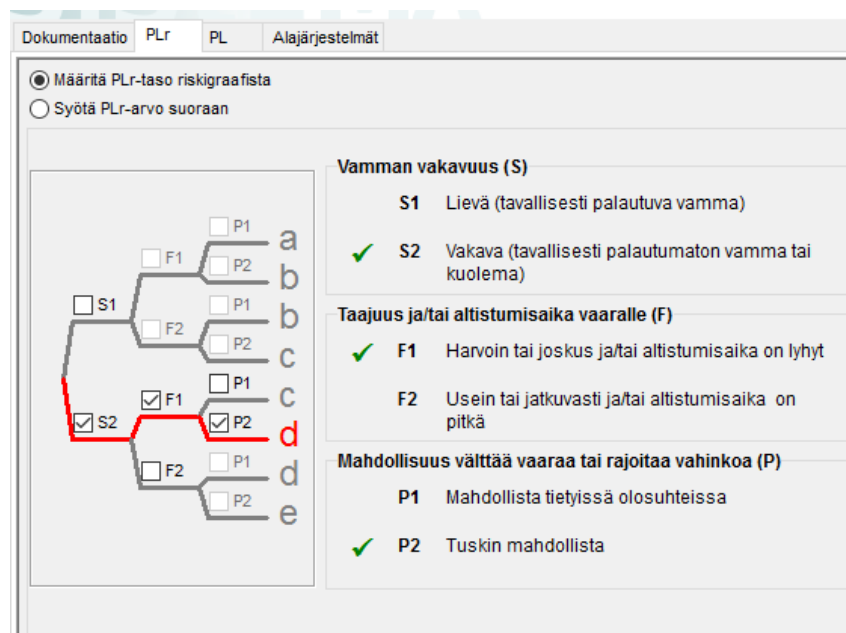 Dokumentaatio PLr PL Alajärjestelmät
Määritä PLr-taso riskigraafista
Syötä PLr-arvo suoraan
Vamman vakavuus (S)
S1 Lievä (tavallisesti palautuva vamma)
S2 Vakava (tavallisesti palautumaton vamma tai
kuolema)
Taajuus ja/tai altistumisaika vaaralle (F)
F1 Harvoin tai joskus ja/tai altistumisaika on lyhyt
F2 Usein tai jatkuvasti ja/tai altistumisaika on
pitkä
Mahdollisuus välttää vaaraa tai rajoitaa vahinkoa (P)
P1 Mahdollista tietyissä olosuhteissa
P2 Tuskin mahdollista
P1 a
F1 P2 b
S1 P1 b
F2 P2 c
P1 c
S2 F1 P2 d
F2 P1 d
P2 e